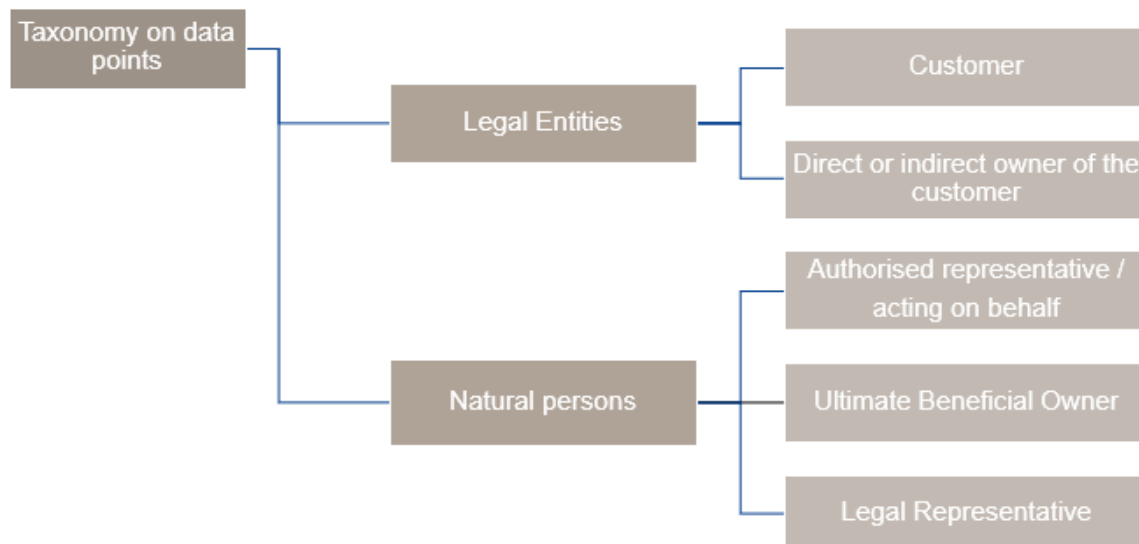 Taxonomy on data
points
Legal Entities
Customer
Direct or indirect owner of the
customer
Natural persons
Authorised representative /
acting on behalf
Ultimate Beneficial Owner
Legal Representative